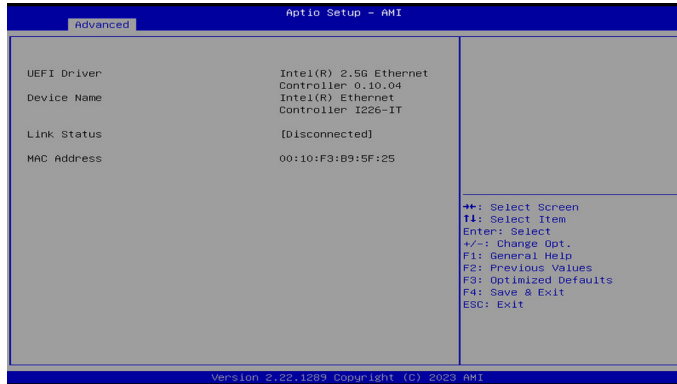 Aptio Setup – AMI
Advanced
UEFI Driver Intel(R) 2.5G Ethernet
Controller 0.10.04
Device Name Intel(R) Ethernet
Controller I226-IT
Link Status [Disconnected]
MAC Address 00:10:F3:B9:5F:25
→←: Select Screen
↑↓: Select Item
Enter: Select
+/-: Change Opt.
F1: General Help
F2: Previous Values
F3: Optimized Defaults
F4: Save & Exit
ESC: Exit
Version 2.22.1289 Copyright (C) 2023 AMI